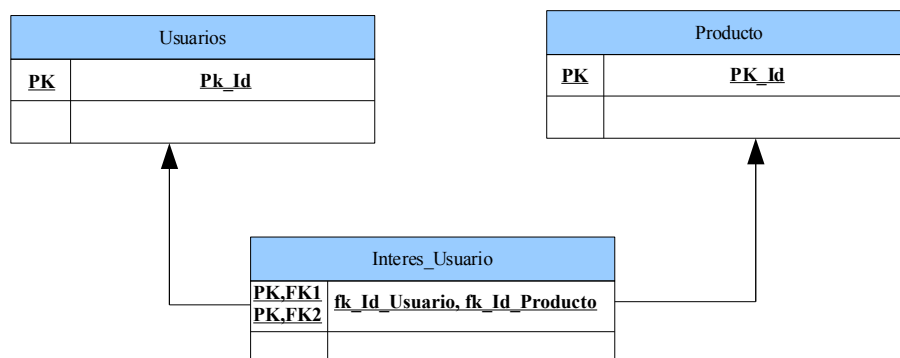 Usuarios
PK Pk_Id
Producto
PK PK_Id
Interes_Usuario
PK,FK1
PK,FK2
fk_Id_Usuario, fk_Id_Producto